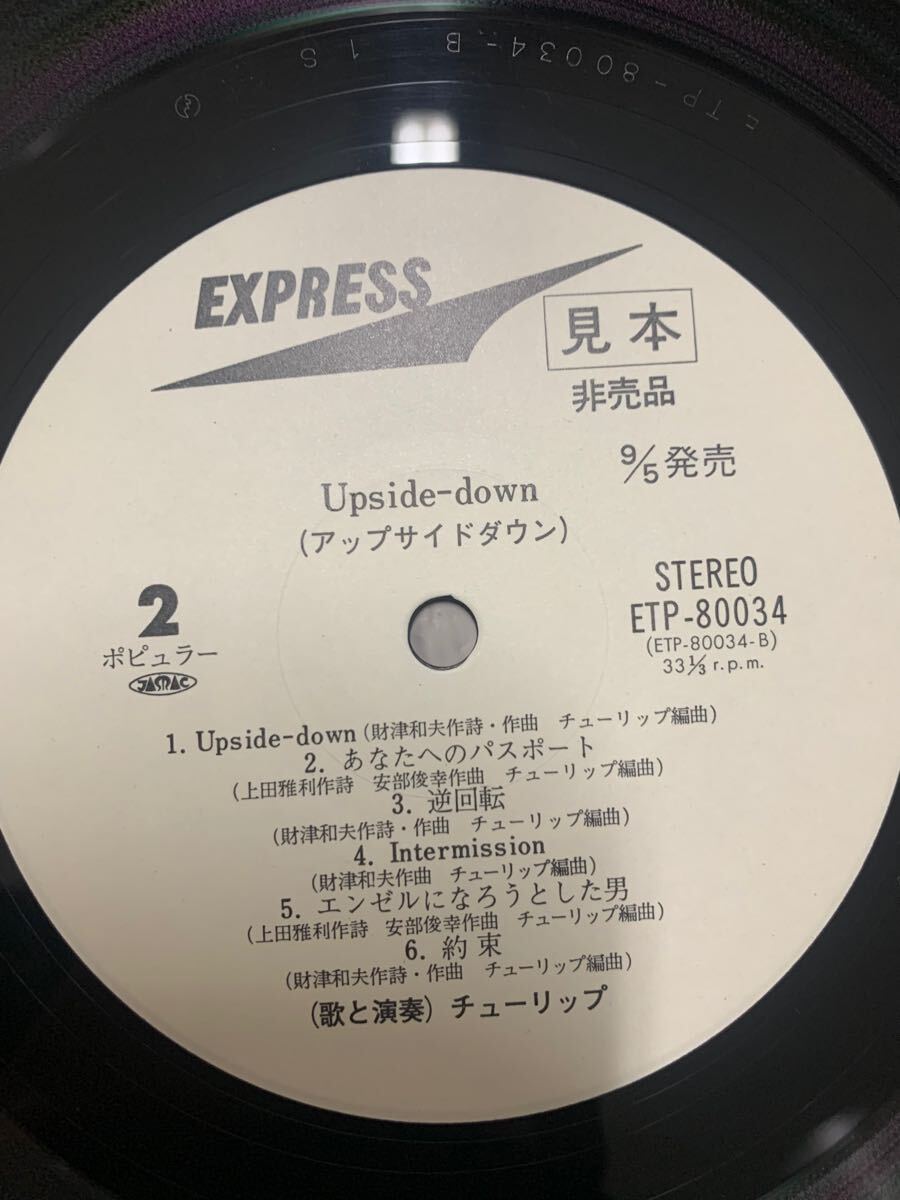 ETP-80034-B 1S
EXPRESS
見本
非売品
9/5発売
Upside-down
(アップサイドダウン)
2
ポピュラー
JASRAC
STEREO
ETP-80034
(ETP-80034-B)
33 1/3 r.p.m.
1. Upside-down (財津和夫作詩・作曲 チューリップ編曲)
2. あなたへのパスポート
(上田雅利作詩 安部俊幸作曲 チューリップ編曲)
3. 逆回転
(財津和夫作詩・作曲 チューリップ編曲)
4. Intermission
(財津和夫作曲 チューリップ編曲)
5. エンゼルになろうとした男
(上田雅利作詩 安部俊幸作曲 チューリップ編曲)
6. 約束
(財津和夫作詩・作曲 チューリップ編曲)
(歌と演奏) チューリップ